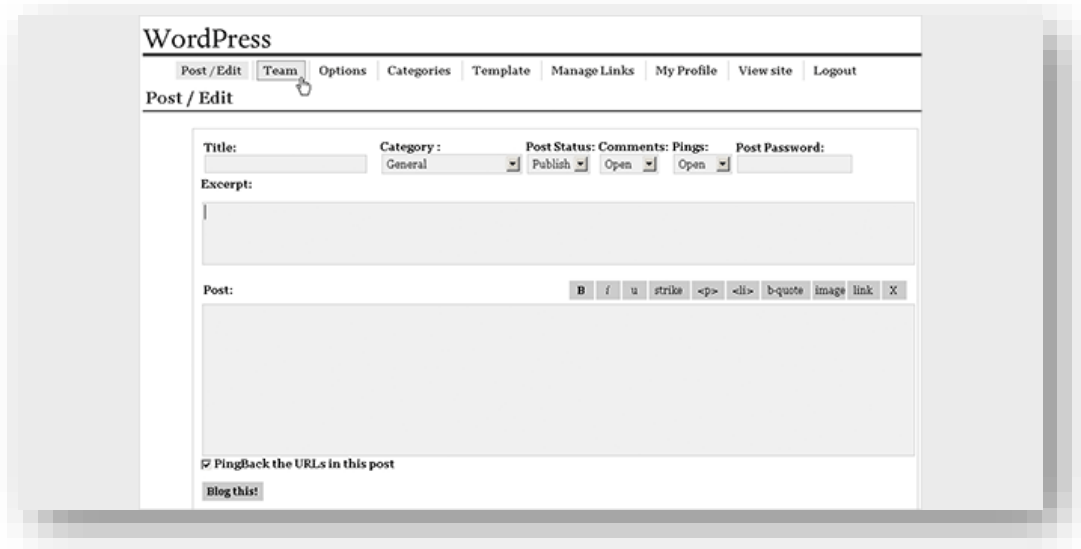 WordPress
Post / Edit Team Options Categories Template Manage Links My Profile View site Logout
Post / Edit
Title: Category : Post Status: Comments: Pings: Post Password:
General Publish Open Open
Excerpt:
Post: B i u strike <p> <li> b-quote image link X
PingBack the URLs in this post
Blog this!